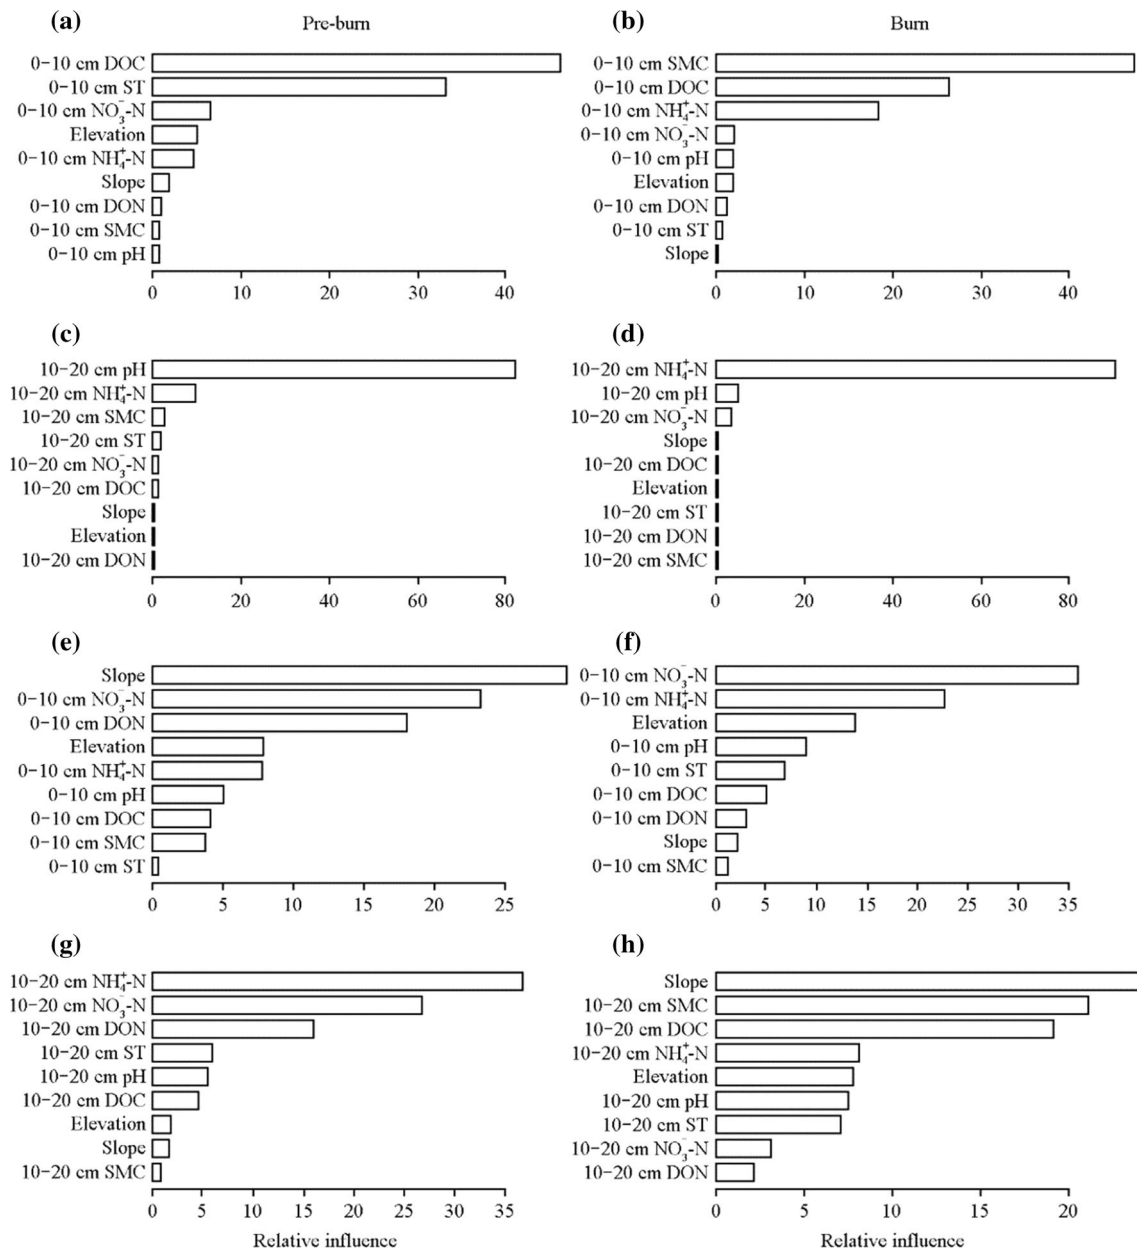 (a) Pre-burn
0-10 cm DOC
0-10 cm ST
0-10 cm NO₃⁻-N
Elevation
0-10 cm NH₄⁺-N
Slope
0-10 cm DON
0-10 cm SMC
0-10 cm pH
0 10 20 30 40
(b) Burn
0-10 cm SMC
0-10 cm DOC
0-10 cm NH₄⁺-N
0-10 cm NO₃⁻-N
0-10 cm pH
Elevation
0-10 cm DON
0-10 cm ST
Slope
0 10 20 30 40
(c)
10-20 cm pH
10-20 cm NH₄⁺-N
10-20 cm SMC
10-20 cm ST
10-20 cm NO₃⁻-N
10-20 cm DOC
Slope
Elevation
10-20 cm DON
0 20 40 60 80
(d)
10-20 cm NH₄⁺-N
10-20 cm pH
10-20 cm NO₃⁻-N
Slope
10-20 cm DOC
Elevation
10-20 cm ST
10-20 cm DON
10-20 cm SMC
0 20 40 60 80
(e)
Slope
0-10 cm NO₃⁻-N
0-10 cm DON
Elevation
0-10 cm NH₄⁺-N
0-10 cm pH
0-10 cm DOC
0-10 cm SMC
0-10 cm ST
0 5 10 15 20 25
(f)
0-10 cm NO₃⁻-N
0-10 cm NH₄⁺-N
Elevation
0-10 cm pH
0-10 cm ST
0-10 cm DOC
0-10 cm DON
Slope
0-10 cm SMC
0 5 10 15 20 25 30 35
(g)
10-20 cm NH₄⁺-N
10-20 cm NO₃⁻-N
10-20 cm DON
10-20 cm ST
10-20 cm pH
10-20 cm DOC
Elevation
Slope
10-20 cm SMC
0 5 10 15 20 25 30 35
Relative influence
(h)
Slope
10-20 cm SMC
10-20 cm DOC
10-20 cm NH₄⁺-N
Elevation
10-20 cm pH
10-20 cm ST
10-20 cm NO₃⁻-N
10-20 cm DON
0 5 10 15 20
Relative influence